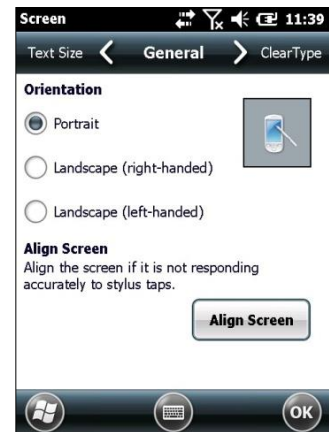 Screen 11:39
Text Size General ClearType
Orientation
Portrait
Landscape (right-handed)
Landscape (left-handed)
Align Screen
Align the screen if it is not responding
accurately to stylus taps.
Align Screen
OK